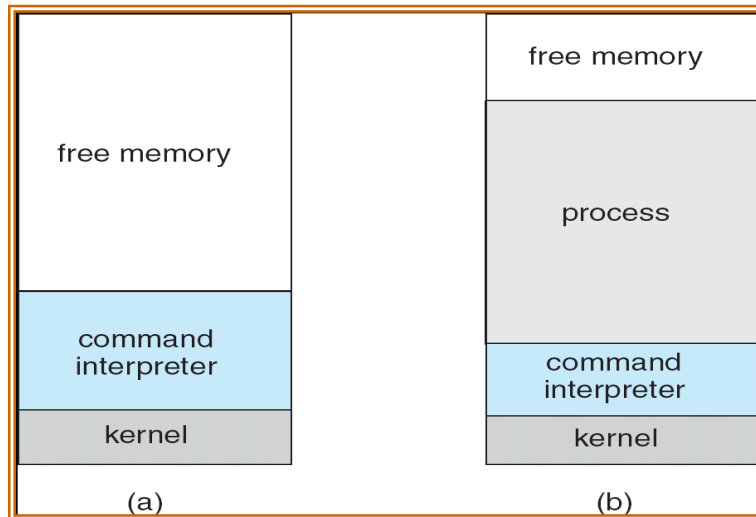 free memory
command
interpreter
kernel
(a)
free memory
process
command
interpreter
kernel
(b)